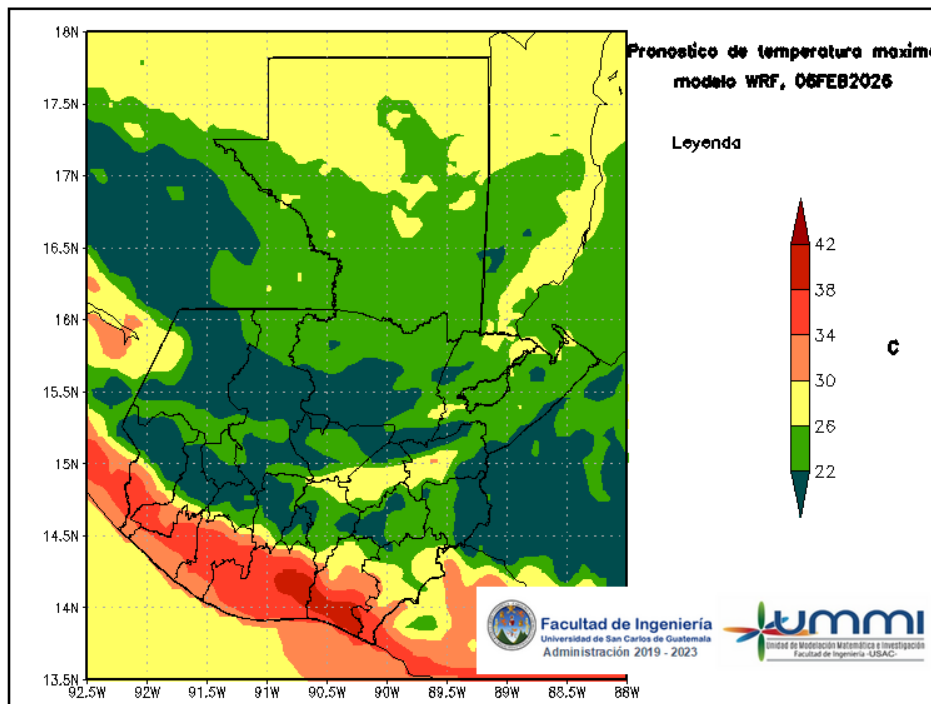 Pronostico de temperatura maxima
modelo WRF, 06FEB2026
Leyenda
42
38
34
30
26
22
C
18N
17.5N
17N
16.5N
16N
15.5N
15N
14.5N
14N
13.5N
92.5W
92W
91.5W
91W
90.5W
90W
89.5W
89W
88.5W
88W
Facultad de Ingeniería
Universidad de San Carlos de Guatemala
Administración 2019 - 2023
UMMI
Unidad de Modelación Matemática e Investigación
Facultad de Ingeniería -USAC-